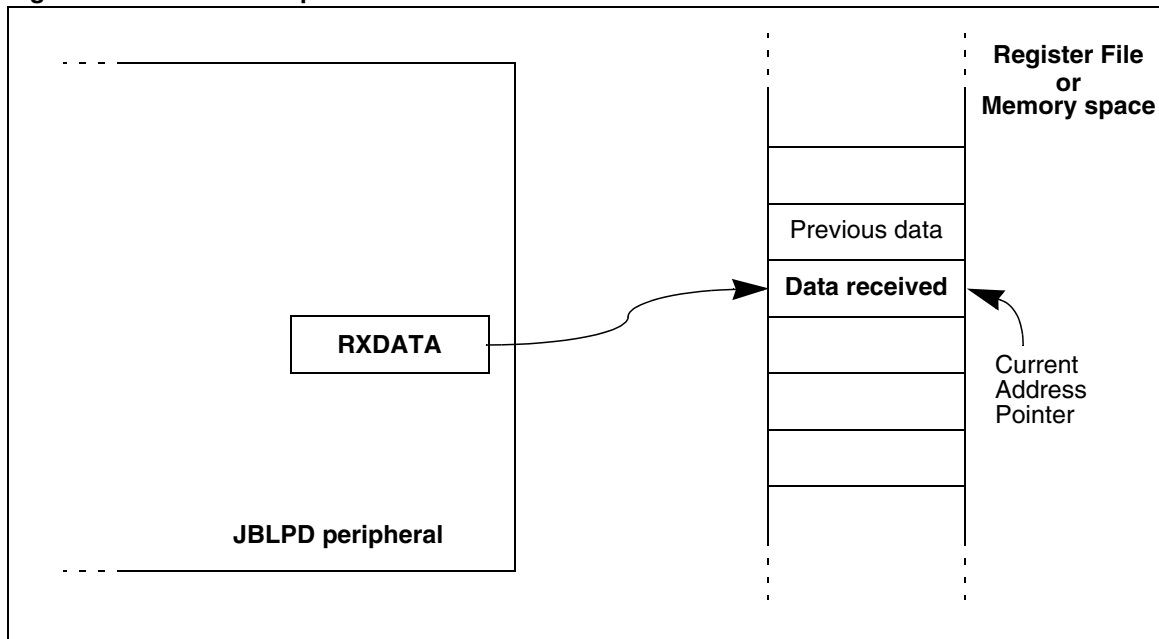 Register File
or
Memory space
Previous data
Data received
RXDATA
Current
Address
Pointer
JBLPD peripheral